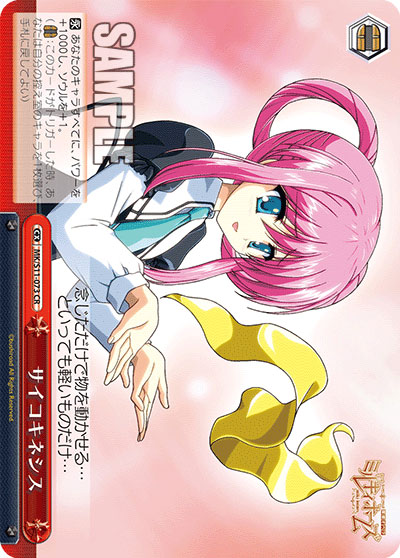 永 あなたのキャラすべてに、パワーを
+1000し、ソウルを+1。
（：このカードがトリガーした時、あ
なたは自分の控え室のキャラを1枚選び、
手札に戻してよい）
SAMPLE
念じただけで物を動かせる…
といっても軽いものだけ…
CX
MK/S11-073 CR
サイコキネシス
©bushiroad All Rights Reserved.
ミルキィホームズ